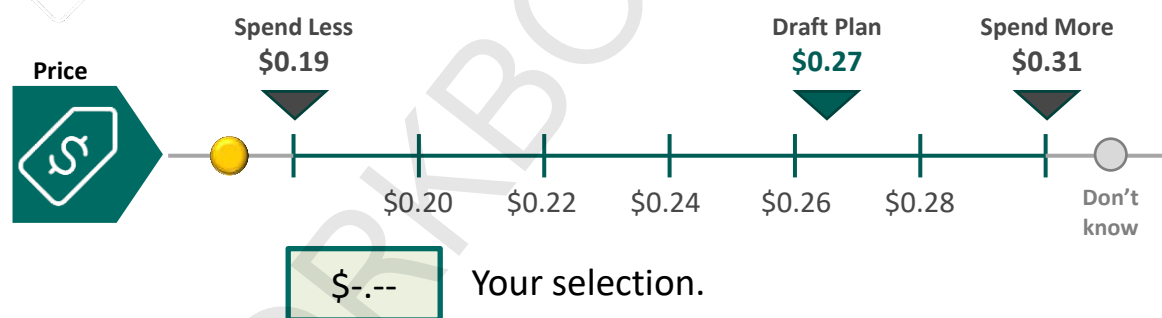 Spend Less
$0.19
Draft Plan
$0.27
Spend More
$0.31
Price
$
$0.20
$0.22
$0.24
$0.26
$0.28
Don't
know
$-.--
Your selection.
RKBO